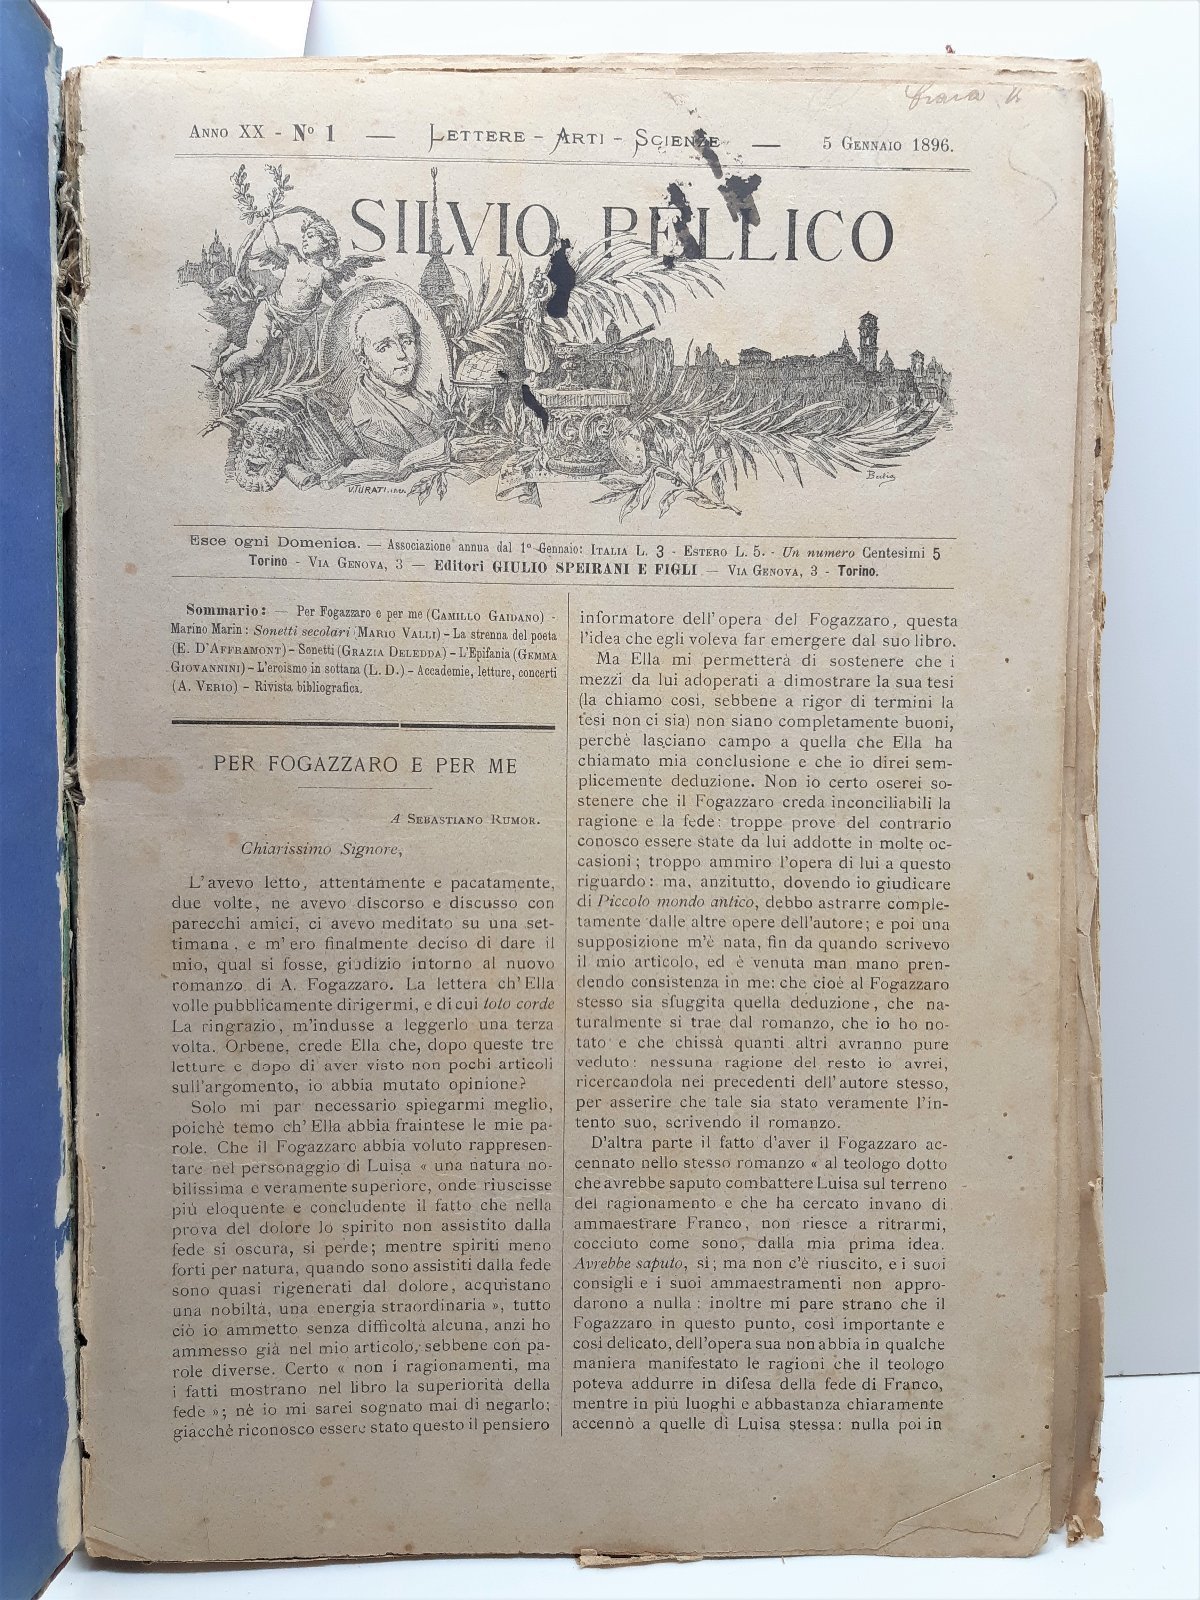 Anno XX - Nº 1 — Lettere - Arti - Scienze — 5 Gennaio 1896.
SILVIO PELLICO
V. TURATI. INC.
Esce ogni Domenica. — Associazione annua dal 1º Gennaio: Italia L. 3 - Estero L. 5. - Un numero Centesimi 5
Torino - Via Genova, 3 — Editori GIULIO SPEIRANI E FIGLI — Via Genova, 3 - Torino.
Sommario: — Per Fogazzaro e per me (Camillo Gaidano) -
Marino Marin: Sonetti secolari (Mario Valli) - La strenna del poeta
(E. D'Afframont) - Sonetti (Grazia Deledda) - L'Epifania (Gemma
Giovannini) - L'eroismo in sottana (L. D.) - Accademie, letture, concerti
(A. Verio) - Rivista bibliografica.
PER FOGAZZARO E PER ME
A Sebastiano Rumor.
Chiarissimo Signore,
L'avevo letto, attentamente e pacatamente,
due volte, ne avevo discorso e discusso con
parecchi amici, ci avevo meditato su una set-
timana, e m'ero finalmente deciso di dare il
mio, qual si fosse, giudizio intorno al nuovo
romanzo di A. Fogazzaro. La lettera ch'Ella
volle pubblicamente dirigermi, e di cui toto corde
La ringrazio, m'indusse a leggerlo una terza
volta. Orbene, crede Ella che, dopo queste tre
letture e dopo di aver visto non pochi articoli
sull'argomento, io abbia mutato opinione?
Solo mi par necessario spiegarmi meglio,
poichè temo ch'Ella abbia fraintese le mie pa-
role. Che il Fogazzaro abbia voluto rappresen-
tare nel personaggio di Luisa « una natura no-
bilissima e veramente superiore, onde riuscisse
più eloquente e concludente il fatto che nella
prova del dolore lo spirito non assistito dalla
fede si oscura, si perde; mentre spiriti meno
forti per natura, quando sono assistiti dalla fede
sono quasi rigenerati dal dolore, acquistano
una nobiltà, una energia straordinaria », tutto
ciò io ammetto senza difficoltà alcuna, anzi ho
ammesso già nel mio articolo, sebbene con pa-
role diverse. Certo « non i ragionamenti, ma
i fatti mostrano nel libro la superiorità della
fede »; nè io mi sarei sognato mai di negarlo;
giacchè riconosco essere stato questo il pensiero
informatore dell'opera del Fogazzaro, questa
l'idea che egli voleva far emergere dal suo libro.
Ma Ella mi permetterà di sostenere che i
mezzi da lui adoperati a dimostrare la sua tesi
(la chiamo così, sebbene a rigor di termini la
tesi non ci sia) non siano completamente buoni,
perchè lasciano campo a quella che Ella ha
chiamato mia conclusione e che io direi sem-
plicemente deduzione. Non io certo oserei so-
stenere che il Fogazzaro creda inconciliabili la
ragione e la fede: troppe prove del contrario
conosco essere state da lui addotte in molte oc-
casioni; troppo ammiro l'opera di lui a questo
riguardo: ma, anzitutto, dovendo io giudicare
di Piccolo mondo antico, debbo astrarre comple-
tamente dalle altre opere dell'autore; e poi una
supposizione m'è nata, fin da quando scrivevo
il mio articolo, ed è venuta man mano pren-
dendo consistenza in me: che cioè al Fogazzaro
stesso sia sfuggita quella deduzione, che na-
turalmente si trae dal romanzo, che io ho no-
tato e che chissà quanti altri avranno pure
veduto: nessuna ragione del resto io avrei,
ricercandola nei precedenti dell'autore stesso,
per asserire che tale sia stato veramente l'in-
tento suo, scrivendo il romanzo.
D'altra parte il fatto d'aver il Fogazzaro ac-
cennato nello stesso romanzo « al teologo dotto
che avrebbe saputo combattere Luisa sul terreno
del ragionamento e che ha cercato invano di
ammaestrare Franco, non riesce a ritrarmi,
cocciuto come sono, dalla mia prima idea.
Avrebbe saputo, sì; ma non c'è riuscito, e i suoi
consigli e i suoi ammaestramenti non appro-
darono a nulla: inoltre mi pare strano che il
Fogazzaro in questo punto, così importante e
così delicato, dell'opera sua non abbia in qualche
maniera manifestato le ragioni che il teologo
poteva addurre in difesa della fede di Franco,
mentre in più luoghi e abbastanza chiaramente
accennò a quelle di Luisa stessa: nulla poi in